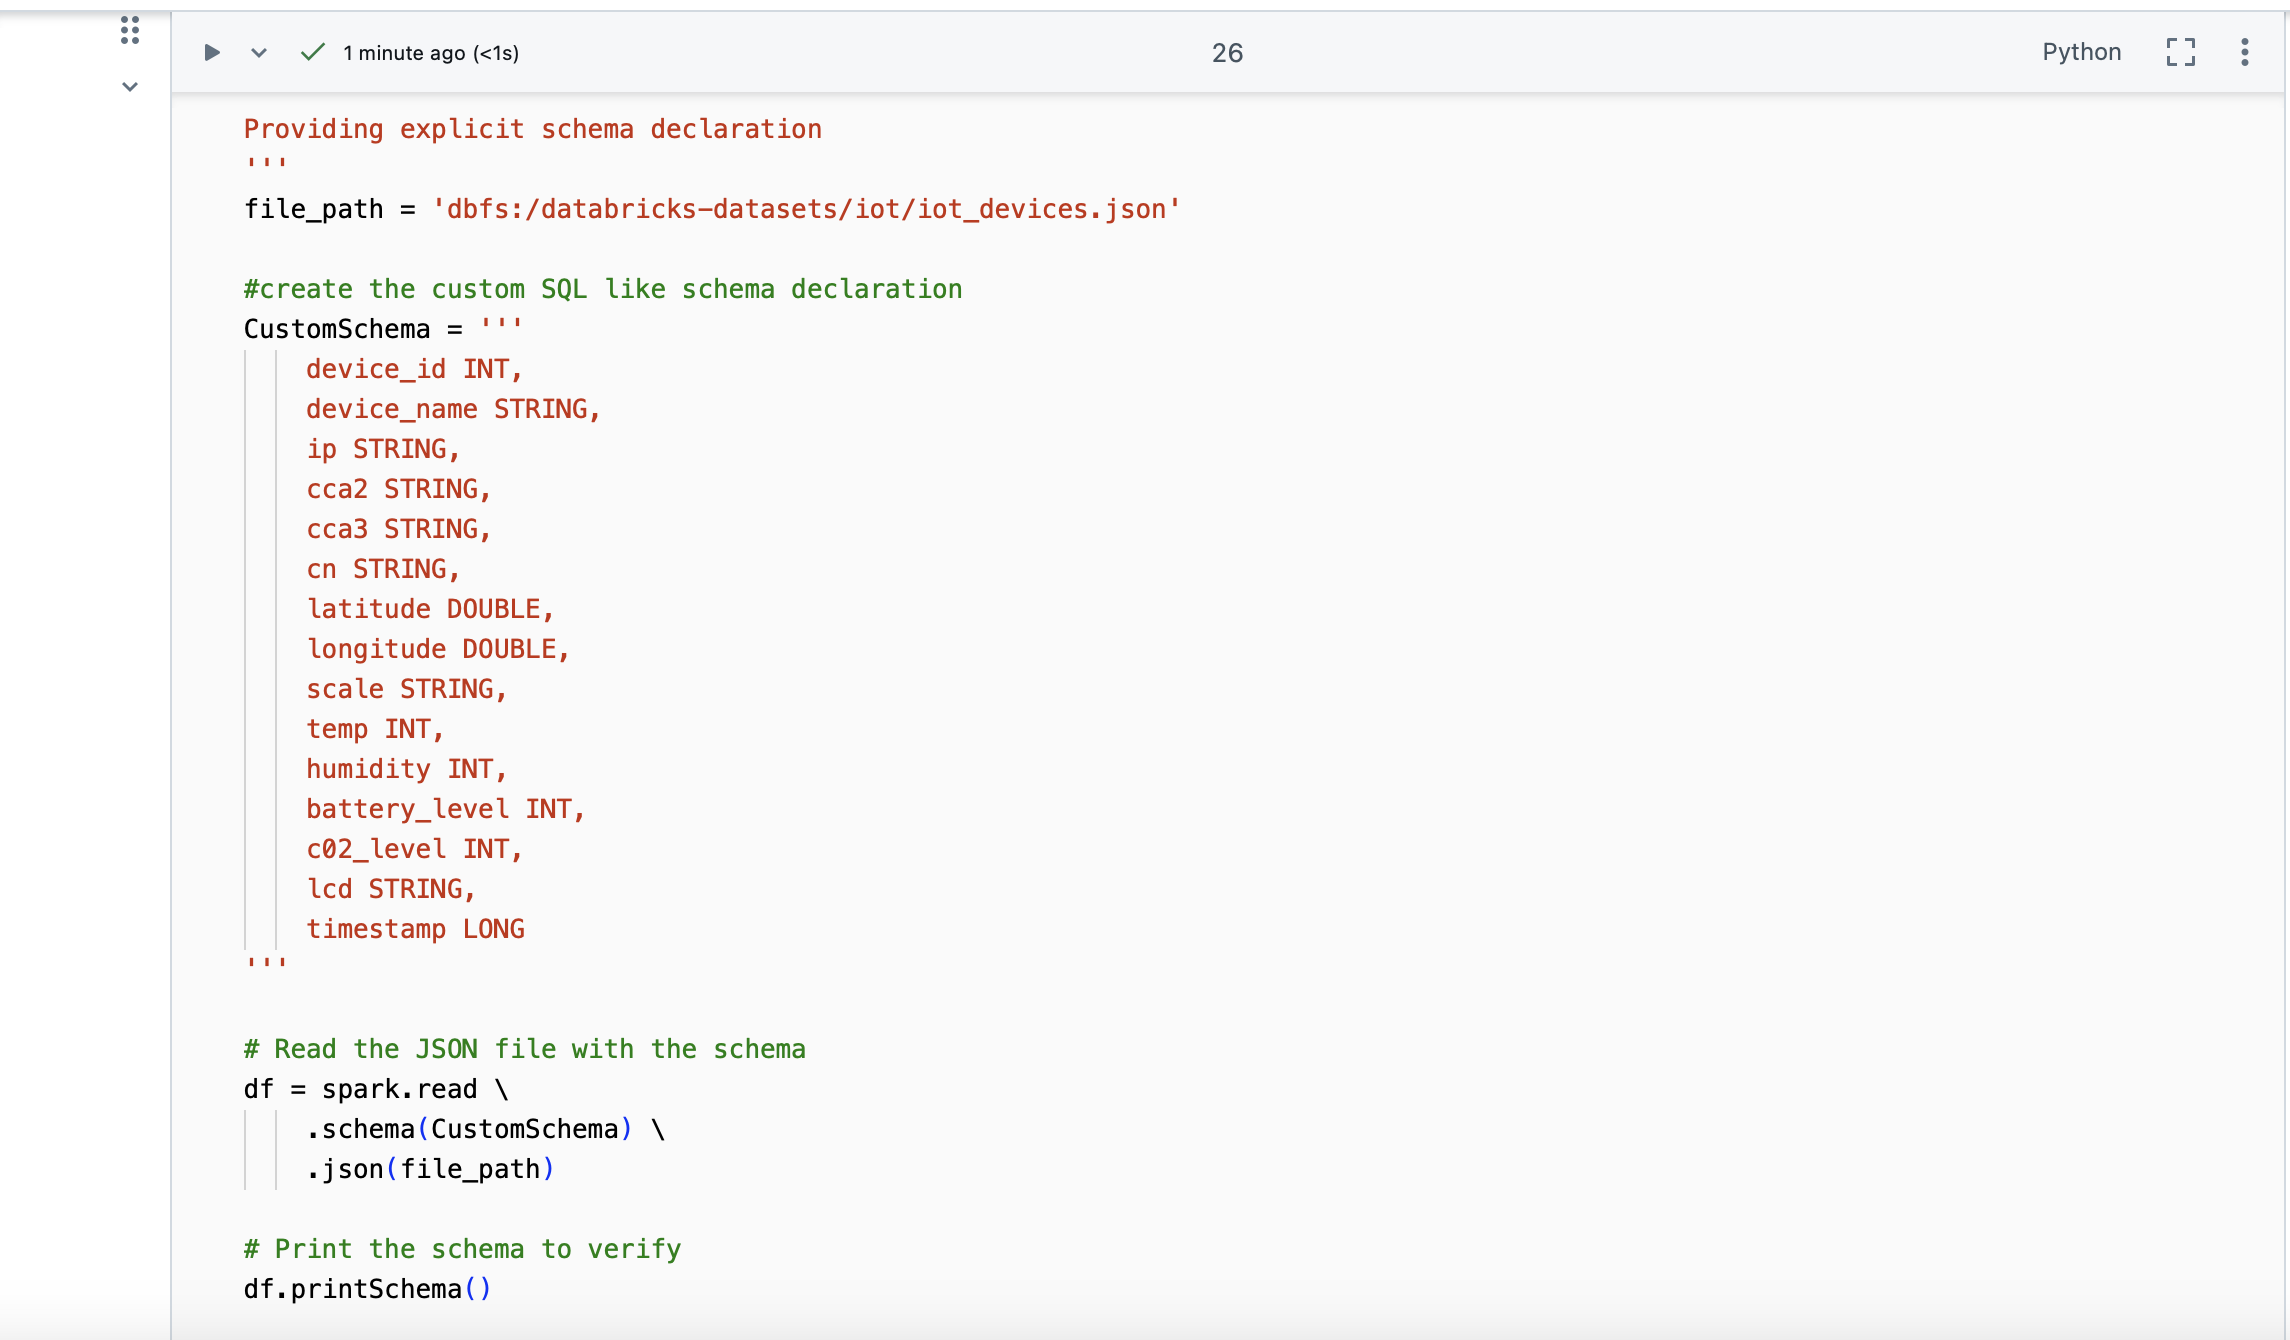 1 minute ago (<1s)
26
Python
Providing explicit schema declaration
'''
file_path = 'dbfs:/databricks-datasets/iot/iot_devices.json'
#create the custom SQL like schema declaration
CustomSchema = '''
device_id INT,
device_name STRING,
ip STRING,
cca2 STRING,
cca3 STRING,
cn STRING,
latitude DOUBLE,
longitude DOUBLE,
scale STRING,
temp INT,
humidity INT,
battery_level INT,
c02_level INT,
lcd STRING,
timestamp LONG
'''
# Read the JSON file with the schema
df = spark.read \
.schema(CustomSchema) \
.json(file_path)
# Print the schema to verify
df.printSchema()